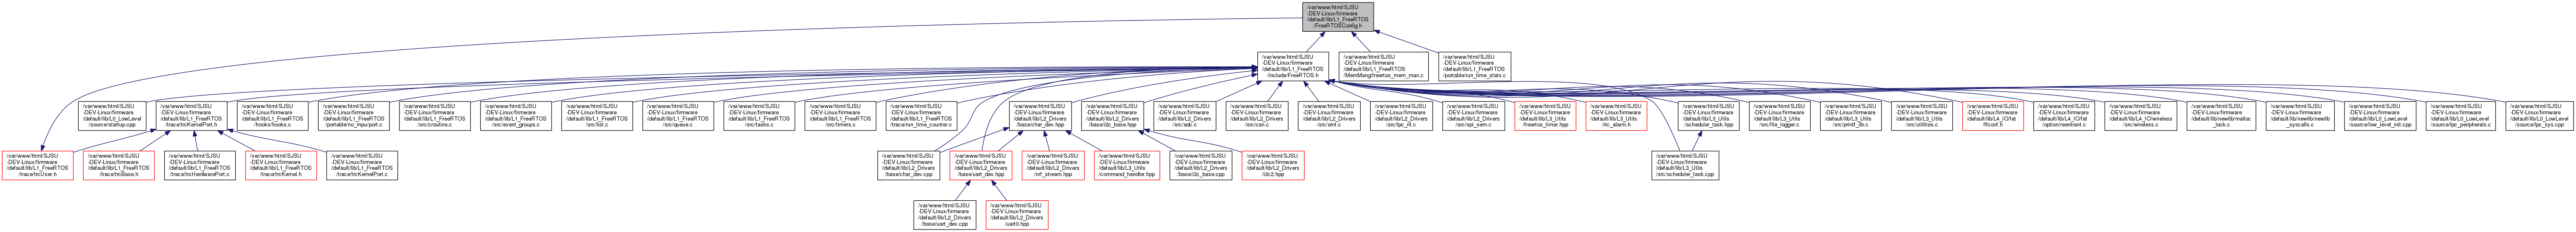 /var/www/html/SJSU
-DEV-Linux/firmware
/default/lib/L1_FreeRTOS
/FreeRTOSConfig.h
/var/www/html/SJSU
-DEV-Linux/firmware
/default/lib/L1_FreeRTOS
/include/FreeRTOS.h
/var/www/html/SJSU
-DEV-Linux/firmware
/default/lib/L1_FreeRTOS
/MemMang/freertos_mem_man.c
/var/www/html/SJSU
-DEV-Linux/firmware
/default/lib/L1_FreeRTOS
/portable/run_time_stats.c
/var/www/html/SJSU
-DEV-Linux/firmware
/default/lib/L0_LowLevel
/source/startup.cpp
/var/www/html/SJSU
-DEV-Linux/firmware
/default/lib/L1_FreeRTOS
/trace/trcKernelPort.h
/var/www/html/SJSU
-DEV-Linux/firmware
/default/lib/L1_FreeRTOS
/hooks/hooks.c
/var/www/html/SJSU
-DEV-Linux/firmware
/default/lib/L1_FreeRTOS
/portable/no_mpu/port.c
/var/www/html/SJSU
-DEV-Linux/firmware
/default/lib/L1_FreeRTOS
/src/croutine.c
/var/www/html/SJSU
-DEV-Linux/firmware
/default/lib/L1_FreeRTOS
/src/event_groups.c
/var/www/html/SJSU
-DEV-Linux/firmware
/default/lib/L1_FreeRTOS
/src/list.c
/var/www/html/SJSU
-DEV-Linux/firmware
/default/lib/L1_FreeRTOS
/src/queue.c
/var/www/html/SJSU
-DEV-Linux/firmware
/default/lib/L1_FreeRTOS
/src/tasks.c
/var/www/html/SJSU
-DEV-Linux/firmware
/default/lib/L1_FreeRTOS
/src/timers.c
/var/www/html/SJSU
-DEV-Linux/firmware
/default/lib/L1_FreeRTOS
/trace/run_time_counter.c
/var/www/html/SJSU
-DEV-Linux/firmware
/default/lib/L2_Drivers
/base/char_dev.hpp
/var/www/html/SJSU
-DEV-Linux/firmware
/default/lib/L2_Drivers
/base/i2c_base.hpp
/var/www/html/SJSU
-DEV-Linux/firmware
/default/lib/L2_Drivers
/src/adc.c
/var/www/html/SJSU
-DEV-Linux/firmware
/default/lib/L2_Drivers
/src/can.c
/var/www/html/SJSU
-DEV-Linux/firmware
/default/lib/L2_Drivers
/src/eint.c
/var/www/html/SJSU
-DEV-Linux/firmware
/default/lib/L2_Drivers
/src/lpc_rit.c
/var/www/html/SJSU
-DEV-Linux/firmware
/default/lib/L2_Drivers
/src/spi_sem.c
/var/www/html/SJSU
-DEV-Linux/firmware
/default/lib/L3_Utils
/freertos_timer.hpp
/var/www/html/SJSU
-DEV-Linux/firmware
/default/lib/L3_Utils
/rtc_alarm.h
/var/www/html/SJSU
-DEV-Linux/firmware
/default/lib/L3_Utils
/scheduler_task.hpp
/var/www/html/SJSU
-DEV-Linux/firmware
/default/lib/L3_Utils
/src/file_logger.c
/var/www/html/SJSU
-DEV-Linux/firmware
/default/lib/L3_Utils
/src/printf_lib.c
/var/www/html/SJSU
-DEV-Linux/firmware
/default/lib/L3_Utils
/src/utilities.c
/var/www/html/SJSU
-DEV-Linux/firmware
/default/lib/L4_IO/fat
/ffconf.h
/var/www/html/SJSU
-DEV-Linux/firmware
/default/lib/L4_IO/fat
/option/reentrant.c
/var/www/html/SJSU
-DEV-Linux/firmware
/default/lib/L4_IO/wireless
/src/wireless.c
/var/www/html/SJSU
-DEV-Linux/firmware
/default/lib/newlib/malloc
_lock.c
/var/www/html/SJSU
-DEV-Linux/firmware
/default/lib/newlib/newlib
_syscalls.c
/var/www/html/SJSU
-DEV-Linux/firmware
/default/lib/L0_LowLevel
/source/low_level_init.cpp
/var/www/html/SJSU
-DEV-Linux/firmware
/default/lib/L0_LowLevel
/source/lpc_peripherals.c
/var/www/html/SJSU
-DEV-Linux/firmware
/default/lib/L0_LowLevel
/source/lpc_sys.c
/var/www/html/SJSU
-DEV-Linux/firmware
/default/lib/L1_FreeRTOS
/trace/trcUser.h
/var/www/html/SJSU
-DEV-Linux/firmware
/default/lib/L1_FreeRTOS
/trace/trcBase.h
/var/www/html/SJSU
-DEV-Linux/firmware
/default/lib/L1_FreeRTOS
/trace/trcHardwarePort.c
/var/www/html/SJSU
-DEV-Linux/firmware
/default/lib/L1_FreeRTOS
/trace/trcKernel.h
/var/www/html/SJSU
-DEV-Linux/firmware
/default/lib/L1_FreeRTOS
/trace/trcKernelPort.c
/var/www/html/SJSU
-DEV-Linux/firmware
/default/lib/L2_Drivers
/base/char_dev.cpp
/var/www/html/SJSU
-DEV-Linux/firmware
/default/lib/L2_Drivers
/base/uart_dev.hpp
/var/www/html/SJSU
-DEV-Linux/firmware
/default/lib/L2_Drivers
/nrf_stream.hpp
/var/www/html/SJSU
-DEV-Linux/firmware
/default/lib/L3_Utils
/command_handler.hpp
/var/www/html/SJSU
-DEV-Linux/firmware
/default/lib/L2_Drivers
/base/i2c_base.cpp
/var/www/html/SJSU
-DEV-Linux/firmware
/default/lib/L2_Drivers
/i2c2.hpp
/var/www/html/SJSU
-DEV-Linux/firmware
/default/lib/L3_Utils
/src/scheduler_task.cpp
/var/www/html/SJSU
-DEV-Linux/firmware
/default/lib/L2_Drivers
/base/uart_dev.cpp
/var/www/html/SJSU
-DEV-Linux/firmware
/default/lib/L2_Drivers
/uart0.hpp